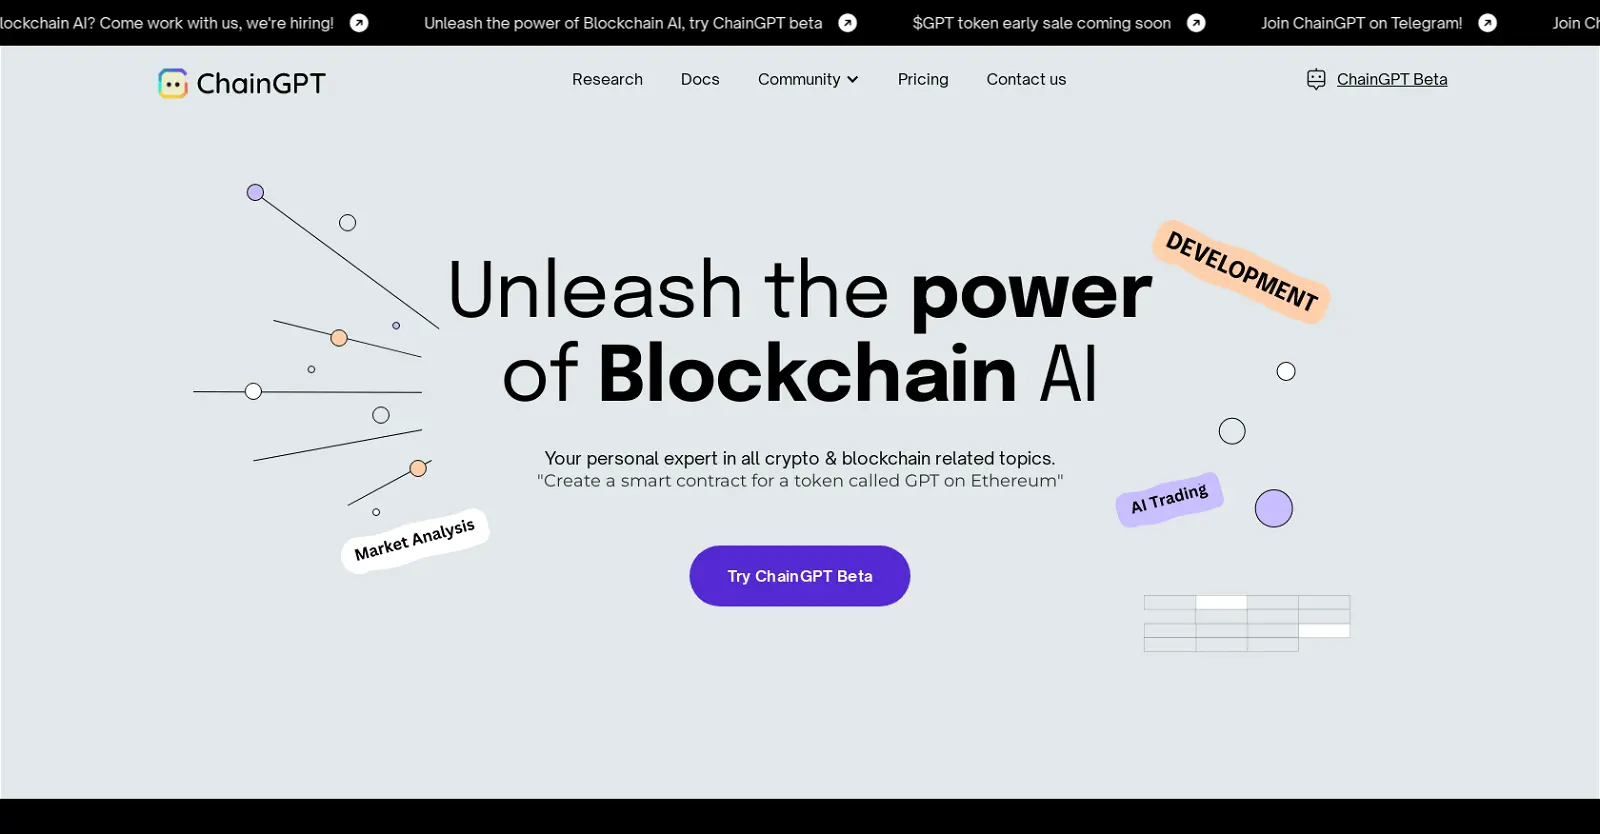 lockchain AI? Come work with us, we're hiring!
Unleash the power of Blockchain AI, try ChainGPT beta
$GPT token early sale coming soon
Join ChainGPT on Telegram!
Join Ch
ChainGPT
Research
Docs
Community
Pricing
Contact us
ChainGPT Beta
DEVELOPMENT
Unleash the power
of Blockchain AI
Your personal expert in all crypto & blockchain related topics.
"Create a smart contract for a token called GPT on Ethereum"
AI Trading
Market Analysis
Try ChainGPT Beta